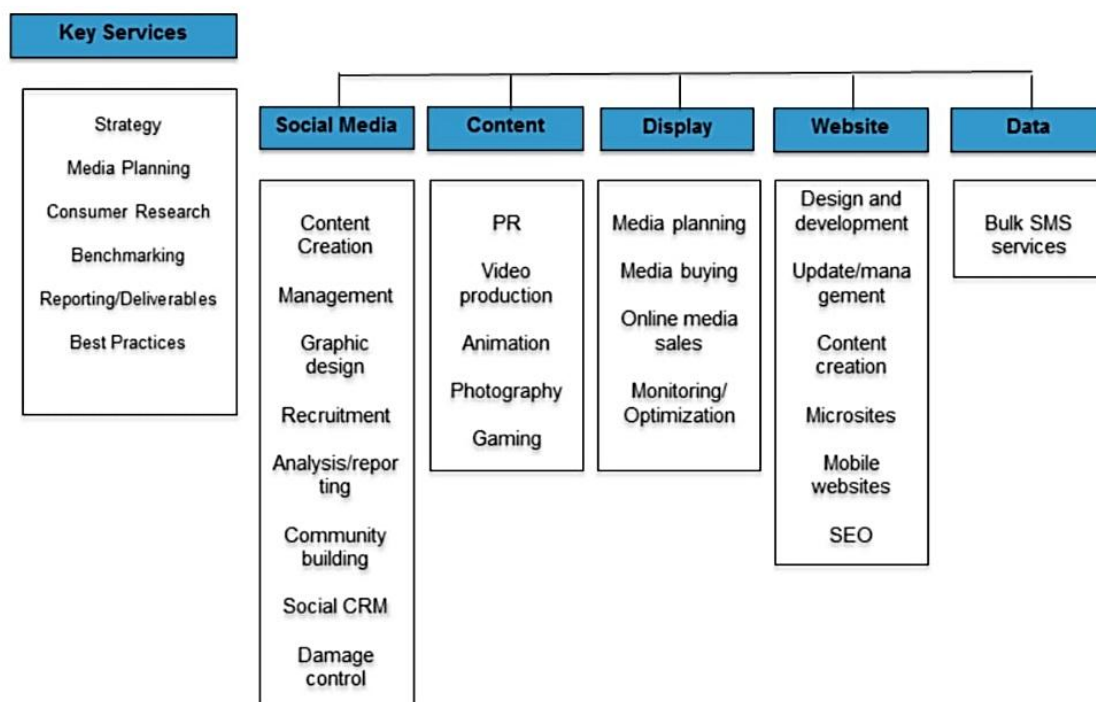 Key Services
Strategy
Media Planning
Consumer Research
Benchmarking
Reporting/Deliverables
Best Practices
Social Media
Content
Creation
Management
Graphic
design
Recruitment
Analysis/repor
ting
Community
building
Social CRM
Damage
control
Content
PR
Video
production
Animation
Photography
Gaming
Display
Media planning
Media buying
Online media
sales
Monitoring/
Optimization
Website
Design and
development
Update/mana
gement
Content
creation
Microsites
Mobile
websites
SEO
Data
Bulk SMS
services